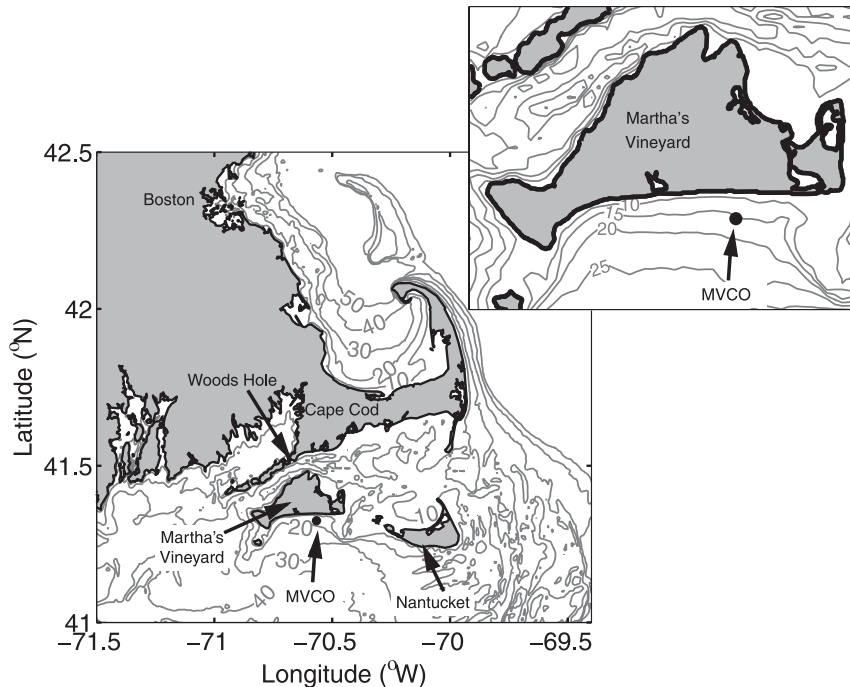 Martha's
Vineyard
10
15
20
25
MVCO
42.5
42
41.5
41
Latitude (°N)
Boston
50
40
30
20
10
Woods Hole
Cape Cod
10
20
30
40
Martha's
Vineyard
MVCO
Nantucket
−71.5
−71
−70.5
−70
−69.5
Longitude (°W)